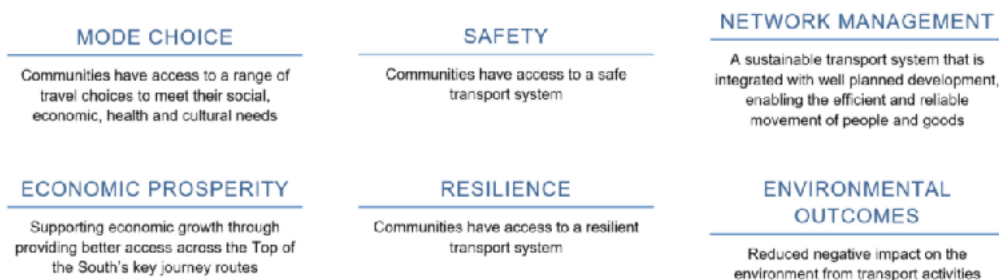 MODE CHOICE
Communities have access to a range of
travel choices to meet their social,
economic, health and cultural needs
SAFETY
Communities have access to a safe
transport system
NETWORK MANAGEMENT
A sustainable transport system that is
integrated with well planned development,
enabling the efficient and reliable
movement of people and goods
ECONOMIC PROSPERITY
Supporting economic growth through
providing better access across the Top of
the South's key journey routes
RESILIENCE
Communities have access to a resilient
transport system
ENVIRONMENTAL
OUTCOMES
Reduced negative impact on the
environment from transport activities